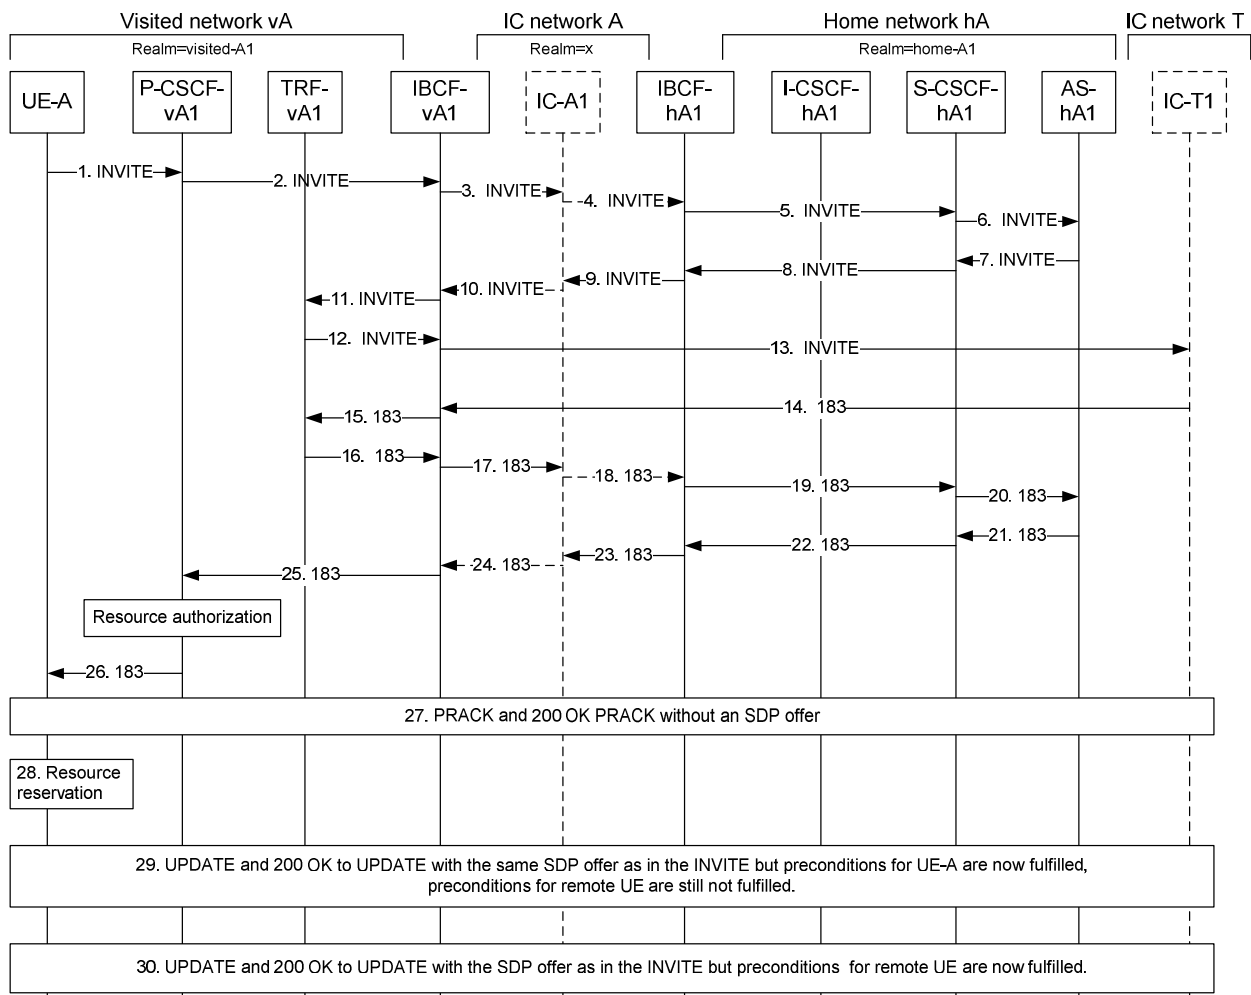 Visited network vA
IC network A
Home network hA
IC network T
Realm=visited-A1
Realm=x
Realm=home-A1
UE-A
P-CSCF-
vA1
TRF-
vA1
IBCF-
vA1
IC-A1
IBCF-
hA1
I-CSCF-
hA1
S-CSCF-
hA1
AS-
hA1
IC-T1
1. INVITE
2. INVITE
3. INVITE
4. INVITE
5. INVITE
6. INVITE
7. INVITE
8. INVITE
9. INVITE
10. INVITE
11. INVITE
12. INVITE
13. INVITE
14. 183
15. 183
16. 183
17. 183
18. 183
19. 183
20. 183
21. 183
22. 183
23. 183
24. 183
25. 183
Resource authorization
26. 183
27. PRACK and 200 OK PRACK without an SDP offer
28. Resource
reservation
29. UPDATE and 200 OK to UPDATE with the same SDP offer as in the INVITE but preconditions for UE-A are now fulfilled,
preconditions for remote UE are still not fulfilled.
30. UPDATE and 200 OK to UPDATE with the SDP offer as in the INVITE but preconditions for remote UE are now fulfilled.